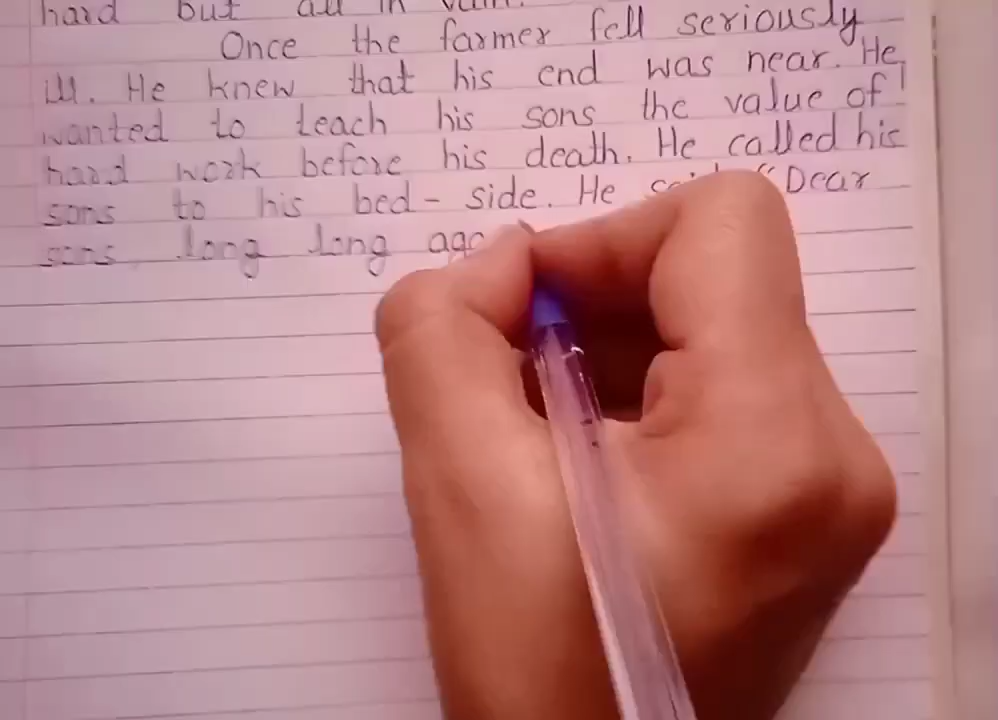 hard but all in vain.
Once the farmer fell seriously
ill. He knew that his end was near. He
wanted to teach his sons the value of
hard work before his death. He called his
sons to his bed-side. He said "Dear
sons long long ago